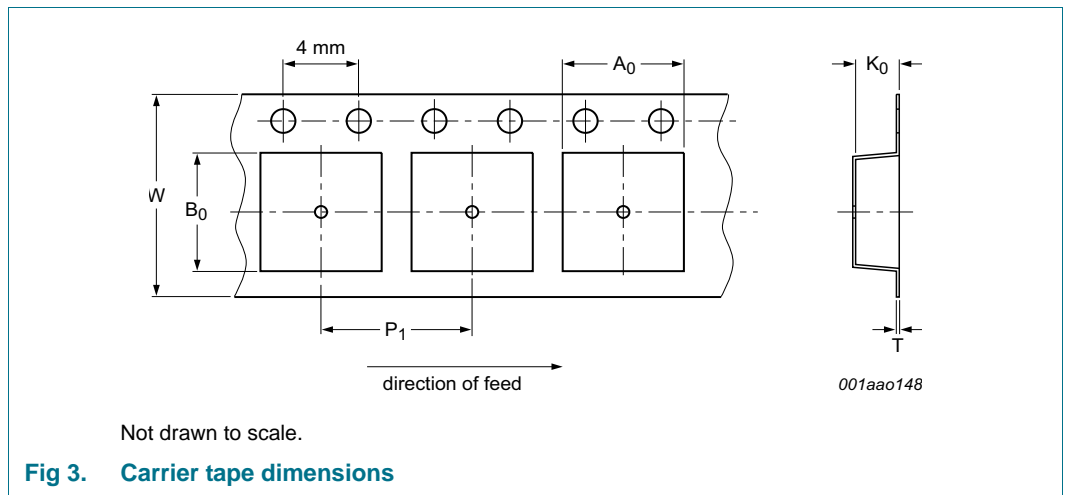 4 mm
A0
K0
W
B0
P1
T
direction of feed
001aao148
Not drawn to scale.
Fig 3. Carrier tape dimensions